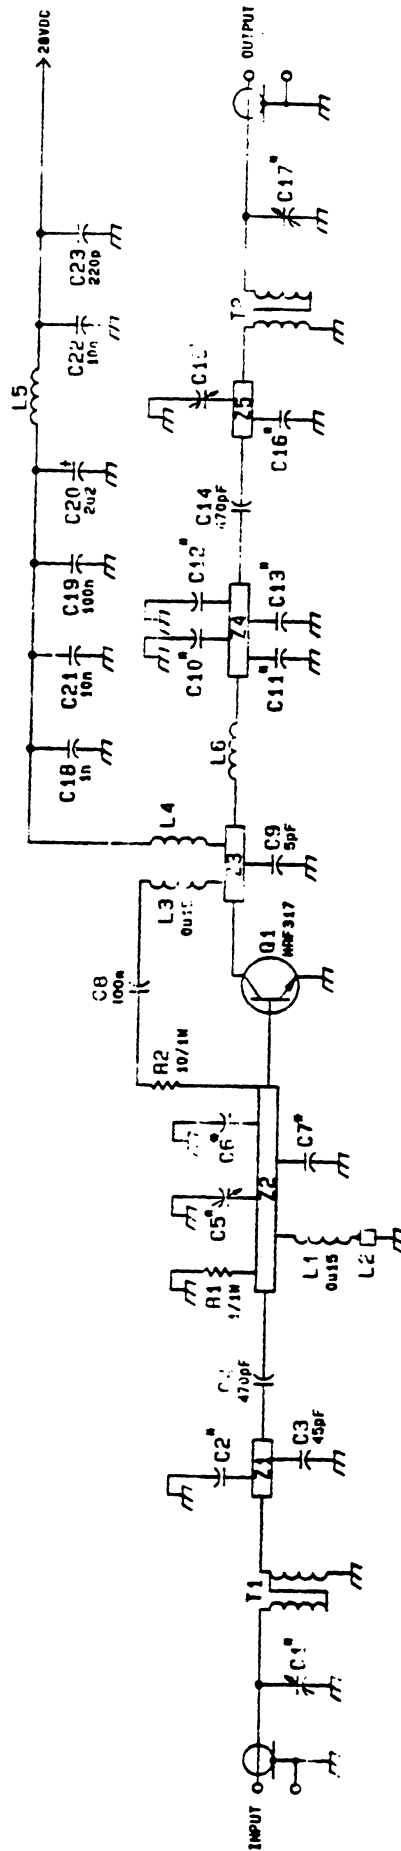 28VDC
L5
C18
1n
C21
10n
C19
100n
C20
2u2
C22
10n
C23
220p
C8
100n
R2
10/1W
L3
L4
INPUT
C1*
T1
C2*
Z1
C3
45pF
470pF
R1
1/1W
C5*
C6*
Z2
L1
0u15
L2
C7*
Q1
MRF317
C9
5pF
L6
C10*
C12*
Z4
C11*
C13*
C14
470pF
Z5
C16*
T2
C17*
OUTPUT